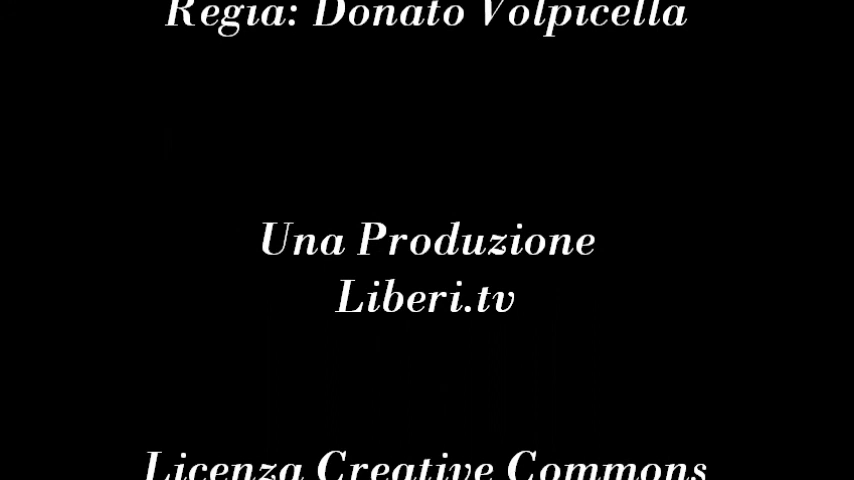 Regia: Donato Volpicella
Una Produzione
Liberi.tv
Licenza Creative Commons